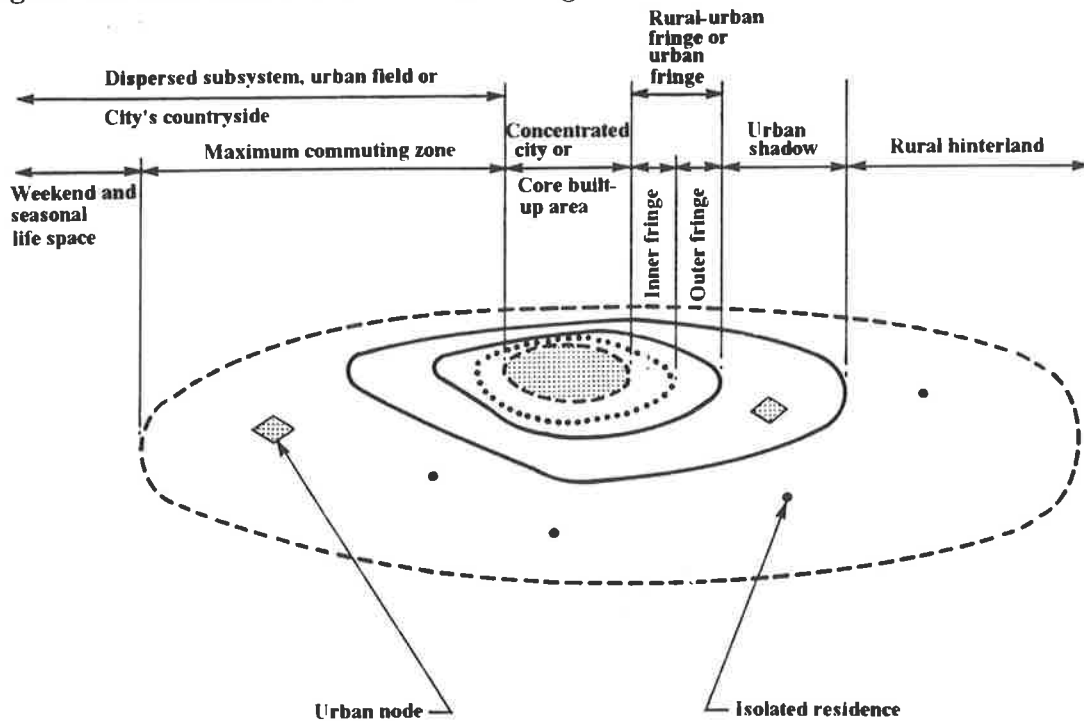 Rural-urban
fringe or
urban
fringe
Dispersed subsystem, urban field or
City's countryside
Concentrated
city or
Core built-
up area
Urban
shadow
Maximum commuting zone
Rural hinterland
Weekend and
seasonal
life space
Inner fringe
Outer fringe
Urban node
Isolated residence